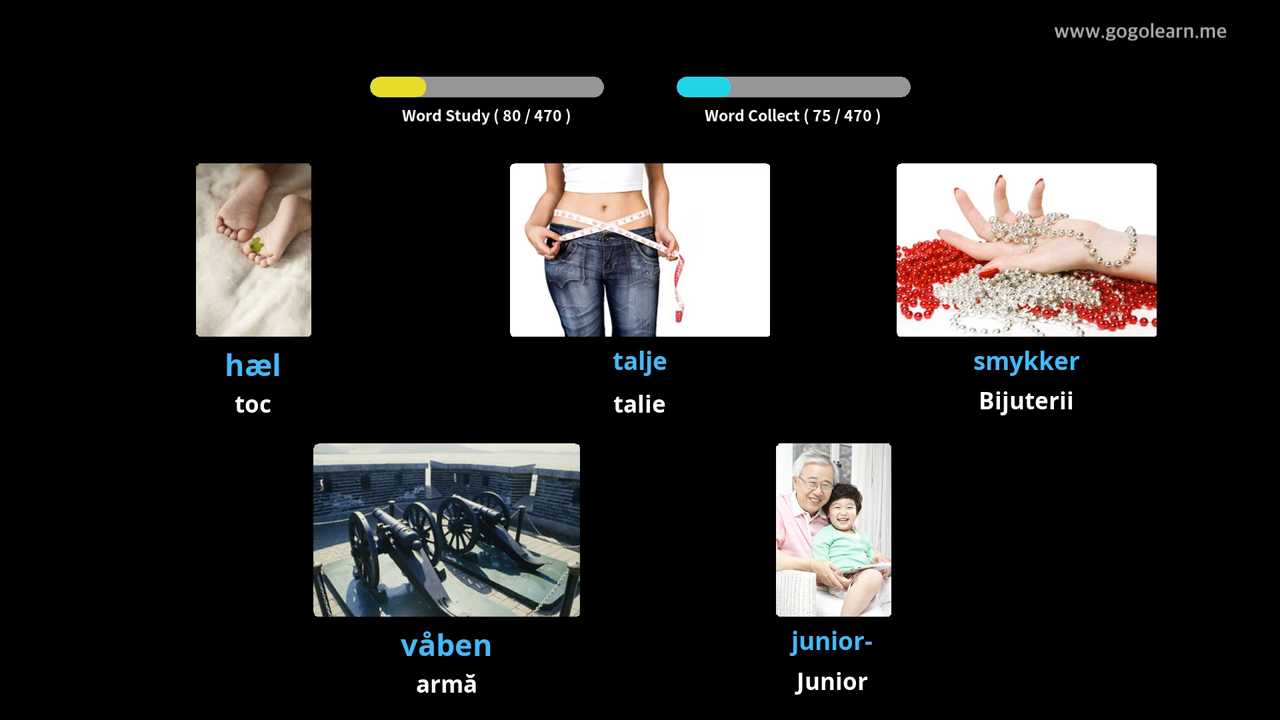 www.gogolearn.me
Word Study ( 80 / 470 )
Word Collect ( 75 / 470 )
hæl
toc
talje
talie
smykker
Bijuterii
våben
armă
junior-
Junior